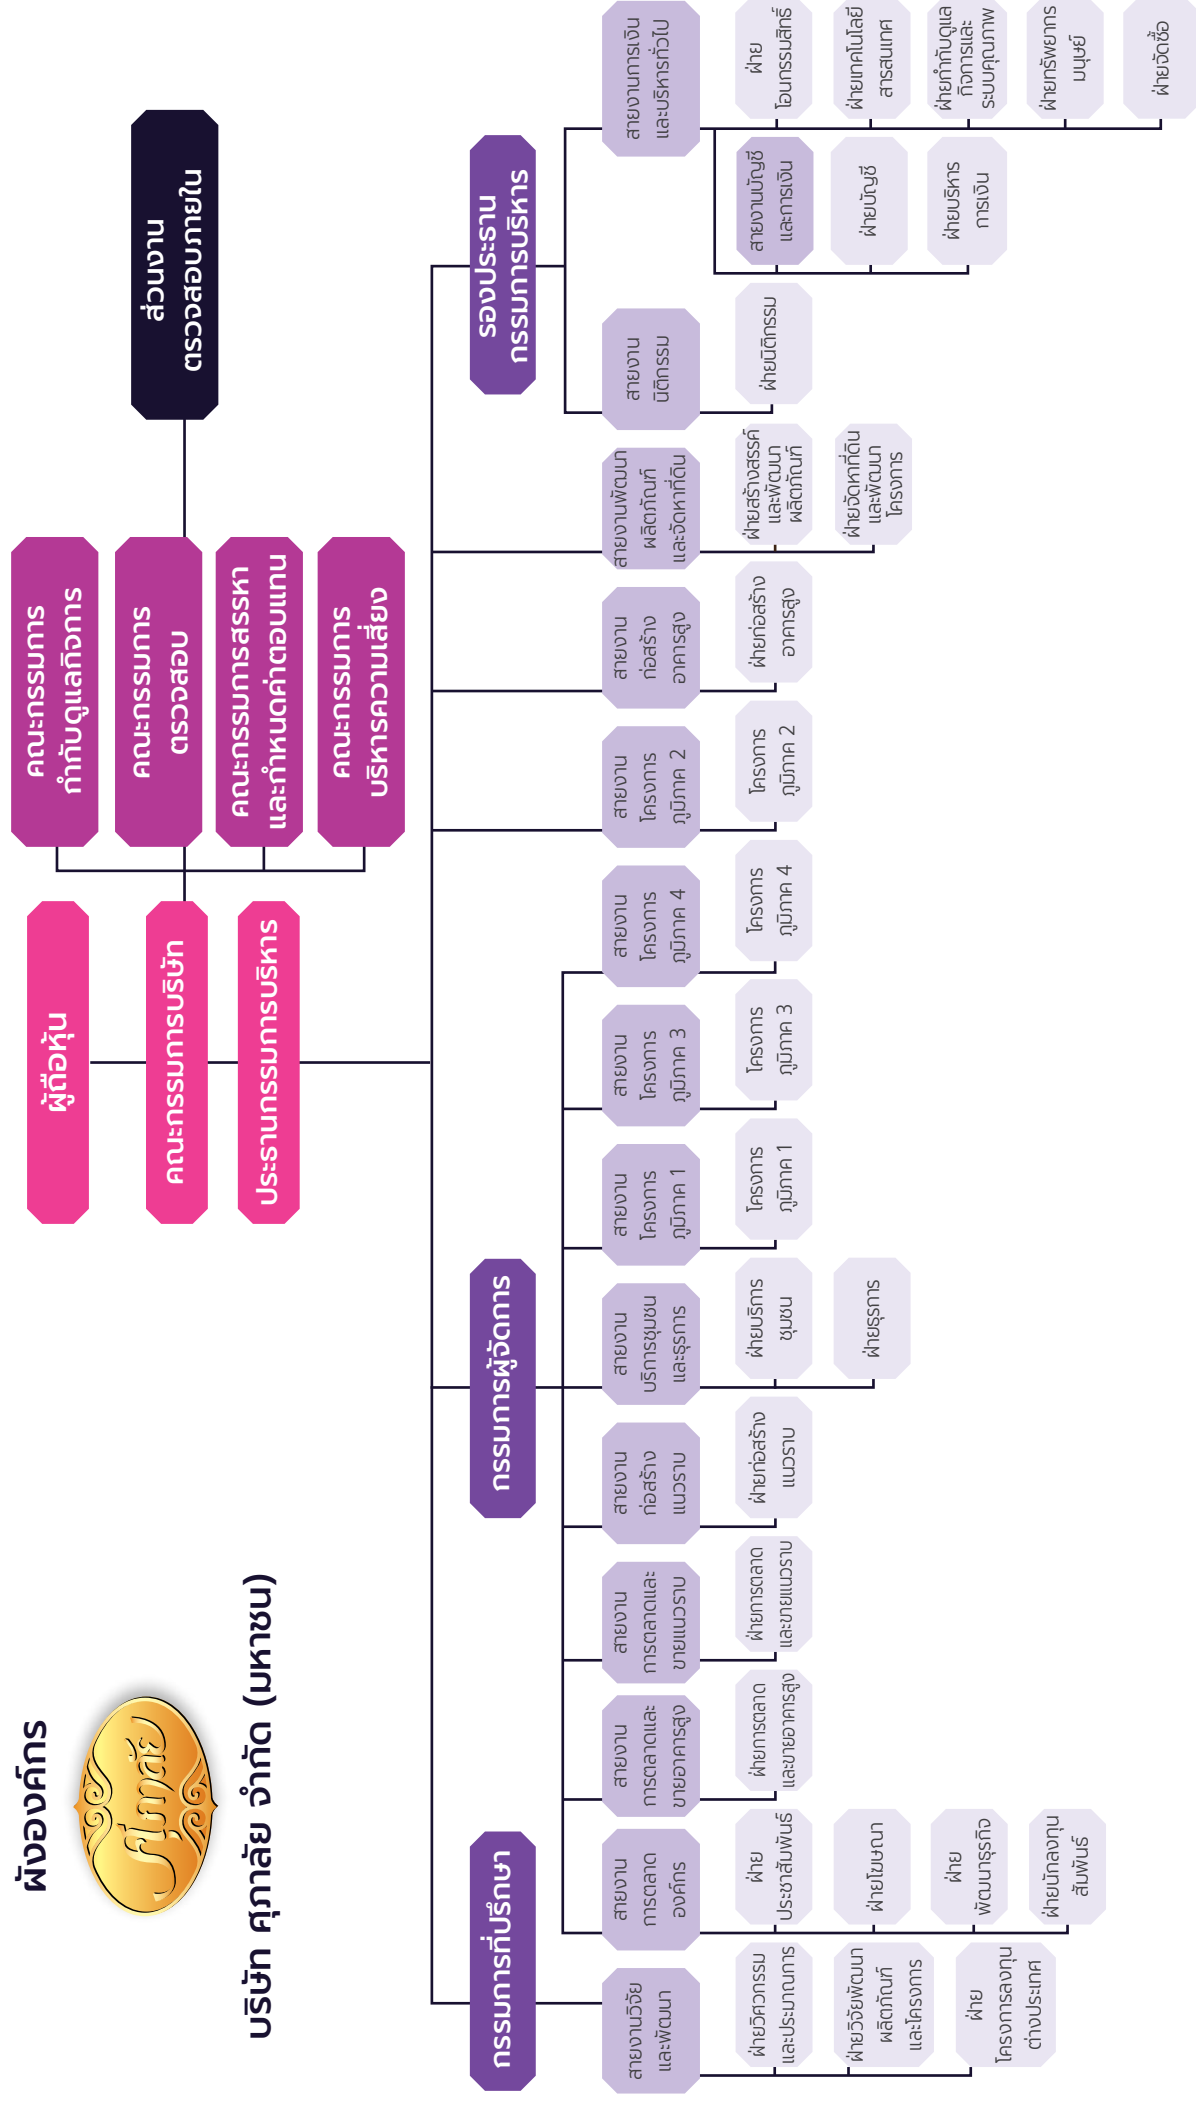 ผังองค์กร
ศุภาลัย
บริษัท ศุภาลัย จำกัด (มหาชน)
ผู้ถือหุ้น
คณะกรรมการบริษัท
ประธานกรรมการบริหาร
คณะกรรมการ
กำกับดูแลกิจการ
คณะกรรมการ
ตรวจสอบ
คณะกรรมการสรรหา
และกำหนดค่าตอบแทน
คณะกรรมการ
บริหารความเสี่ยง
ส่วนงาน
ตรวจสอบภายใน
กรรมการที่ปรึกษา
กรรมการผู้จัดการ
รองประธาน
กรรมการบริหาร
สายงานวิจัย
และพัฒนา
ฝ่ายวิศวกรรม
และประมาณการ
ฝ่ายวิจัยพัฒนา
ผลิตภัณฑ์
และโครงการ
ฝ่าย
โครงการลงทุน
ต่างประเทศ
สายงาน
การตลาด
องค์กร
ฝ่าย
ประชาสัมพันธ์
ฝ่ายโฆษณา
ฝ่าย
พัฒนาธุรกิจ
ฝ่ายนักลงทุน
สัมพันธ์
สายงาน
การตลาดและ
ขายอาคารสูง
ฝ่ายการตลาด
และขายอาคารสูง
สายงาน
การตลาดและ
ขายแนวราบ
ฝ่ายการตลาด
และขายแนวราบ
สายงาน
ก่อสร้าง
แนวราบ
ฝ่ายก่อสร้าง
แนวราบ
สายงาน
บริการชุมชน
และธุรการ
ฝ่ายบริการ
ชุมชน
ฝ่ายธุรการ
สายงาน
โครงการ
ภูมิภาค 1
โครงการ
ภูมิภาค 1
สายงาน
โครงการ
ภูมิภาค 3
โครงการ
ภูมิภาค 3
สายงาน
โครงการ
ภูมิภาค 4
โครงการ
ภูมิภาค 4
สายงาน
โครงการ
ภูมิภาค 2
โครงการ
ภูมิภาค 2
สายงาน
ก่อสร้าง
อาคารสูง
ฝ่ายก่อสร้าง
อาคารสูง
สายงานพัฒนา
ผลิตภัณฑ์
และจัดหาที่ดิน
ฝ่ายสร้างสรรค์
และพัฒนา
ผลิตภัณฑ์
ฝ่ายจัดหาที่ดิน
และพัฒนา
โครงการ
สายงาน
นิติกรรม
ฝ่ายนิติกรรม
สายงานการเงิน
และบริหารทั่วไป
สายงานบัญชี
และการเงิน
ฝ่ายบัญชี
ฝ่ายบริหาร
การเงิน
ฝ่าย
โอนกรรมสิทธิ์
ฝ่ายเทคโนโลยี
สารสนเทศ
ฝ่ายกำกับดูแล
กิจการและ
ระบบคุณภาพ
ฝ่ายทรัพยากร
มนุษย์
ฝ่ายจัดซื้อ